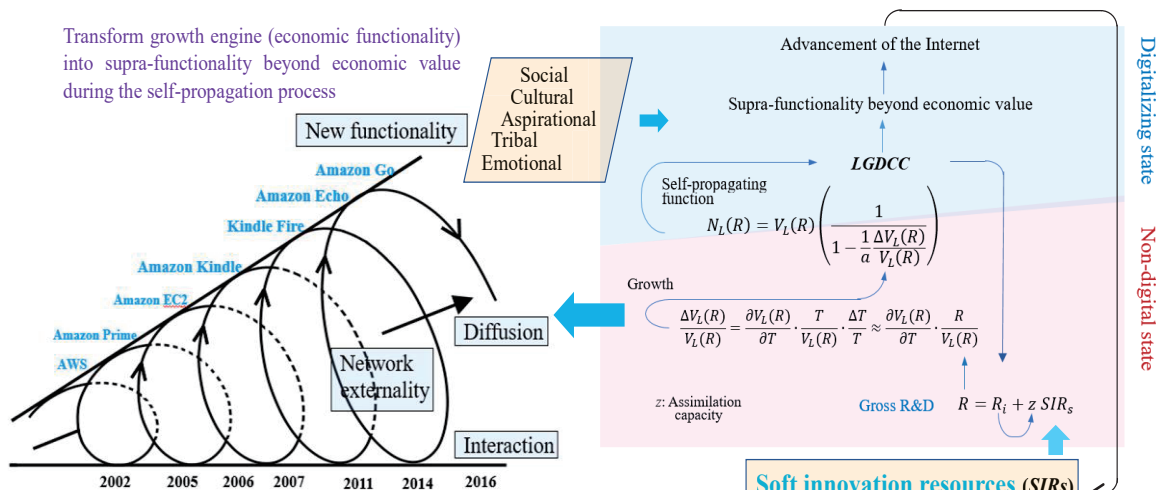 Transform growth engine (economic functionality)
into supra-functionality beyond economic value
during the self-propagation process
New functionality
Social
Cultural
Aspirational
Tribal
Emotional
Amazon Go
Amazon Echo
Kindle Fire
Amazon Kindle
Amazon EC2
Amazon Prime
AWS
Diffusion
Network
externality
Interaction
2002 2005 2006 2007 2011 2014 2016
Advancement of the Internet
Supra-functionality beyond economic value
LGDCC
Self-propagating
function
N_L(R) = V_L(R) ( 1 / (1 − (1/a) (ΔV_L(R)/V_L(R))) )
Growth
ΔV_L(R)/V_L(R) = ∂V_L(R)/∂T · T/V_L(R) · ΔT/T ≈ ∂V_L(R)/∂T · R/V_L(R)
z: Assimilation
capacity
Gross R&D R = R_i + z SIR_s
Soft innovation resources (SIRs)
Digitalizing state
Non-digital state